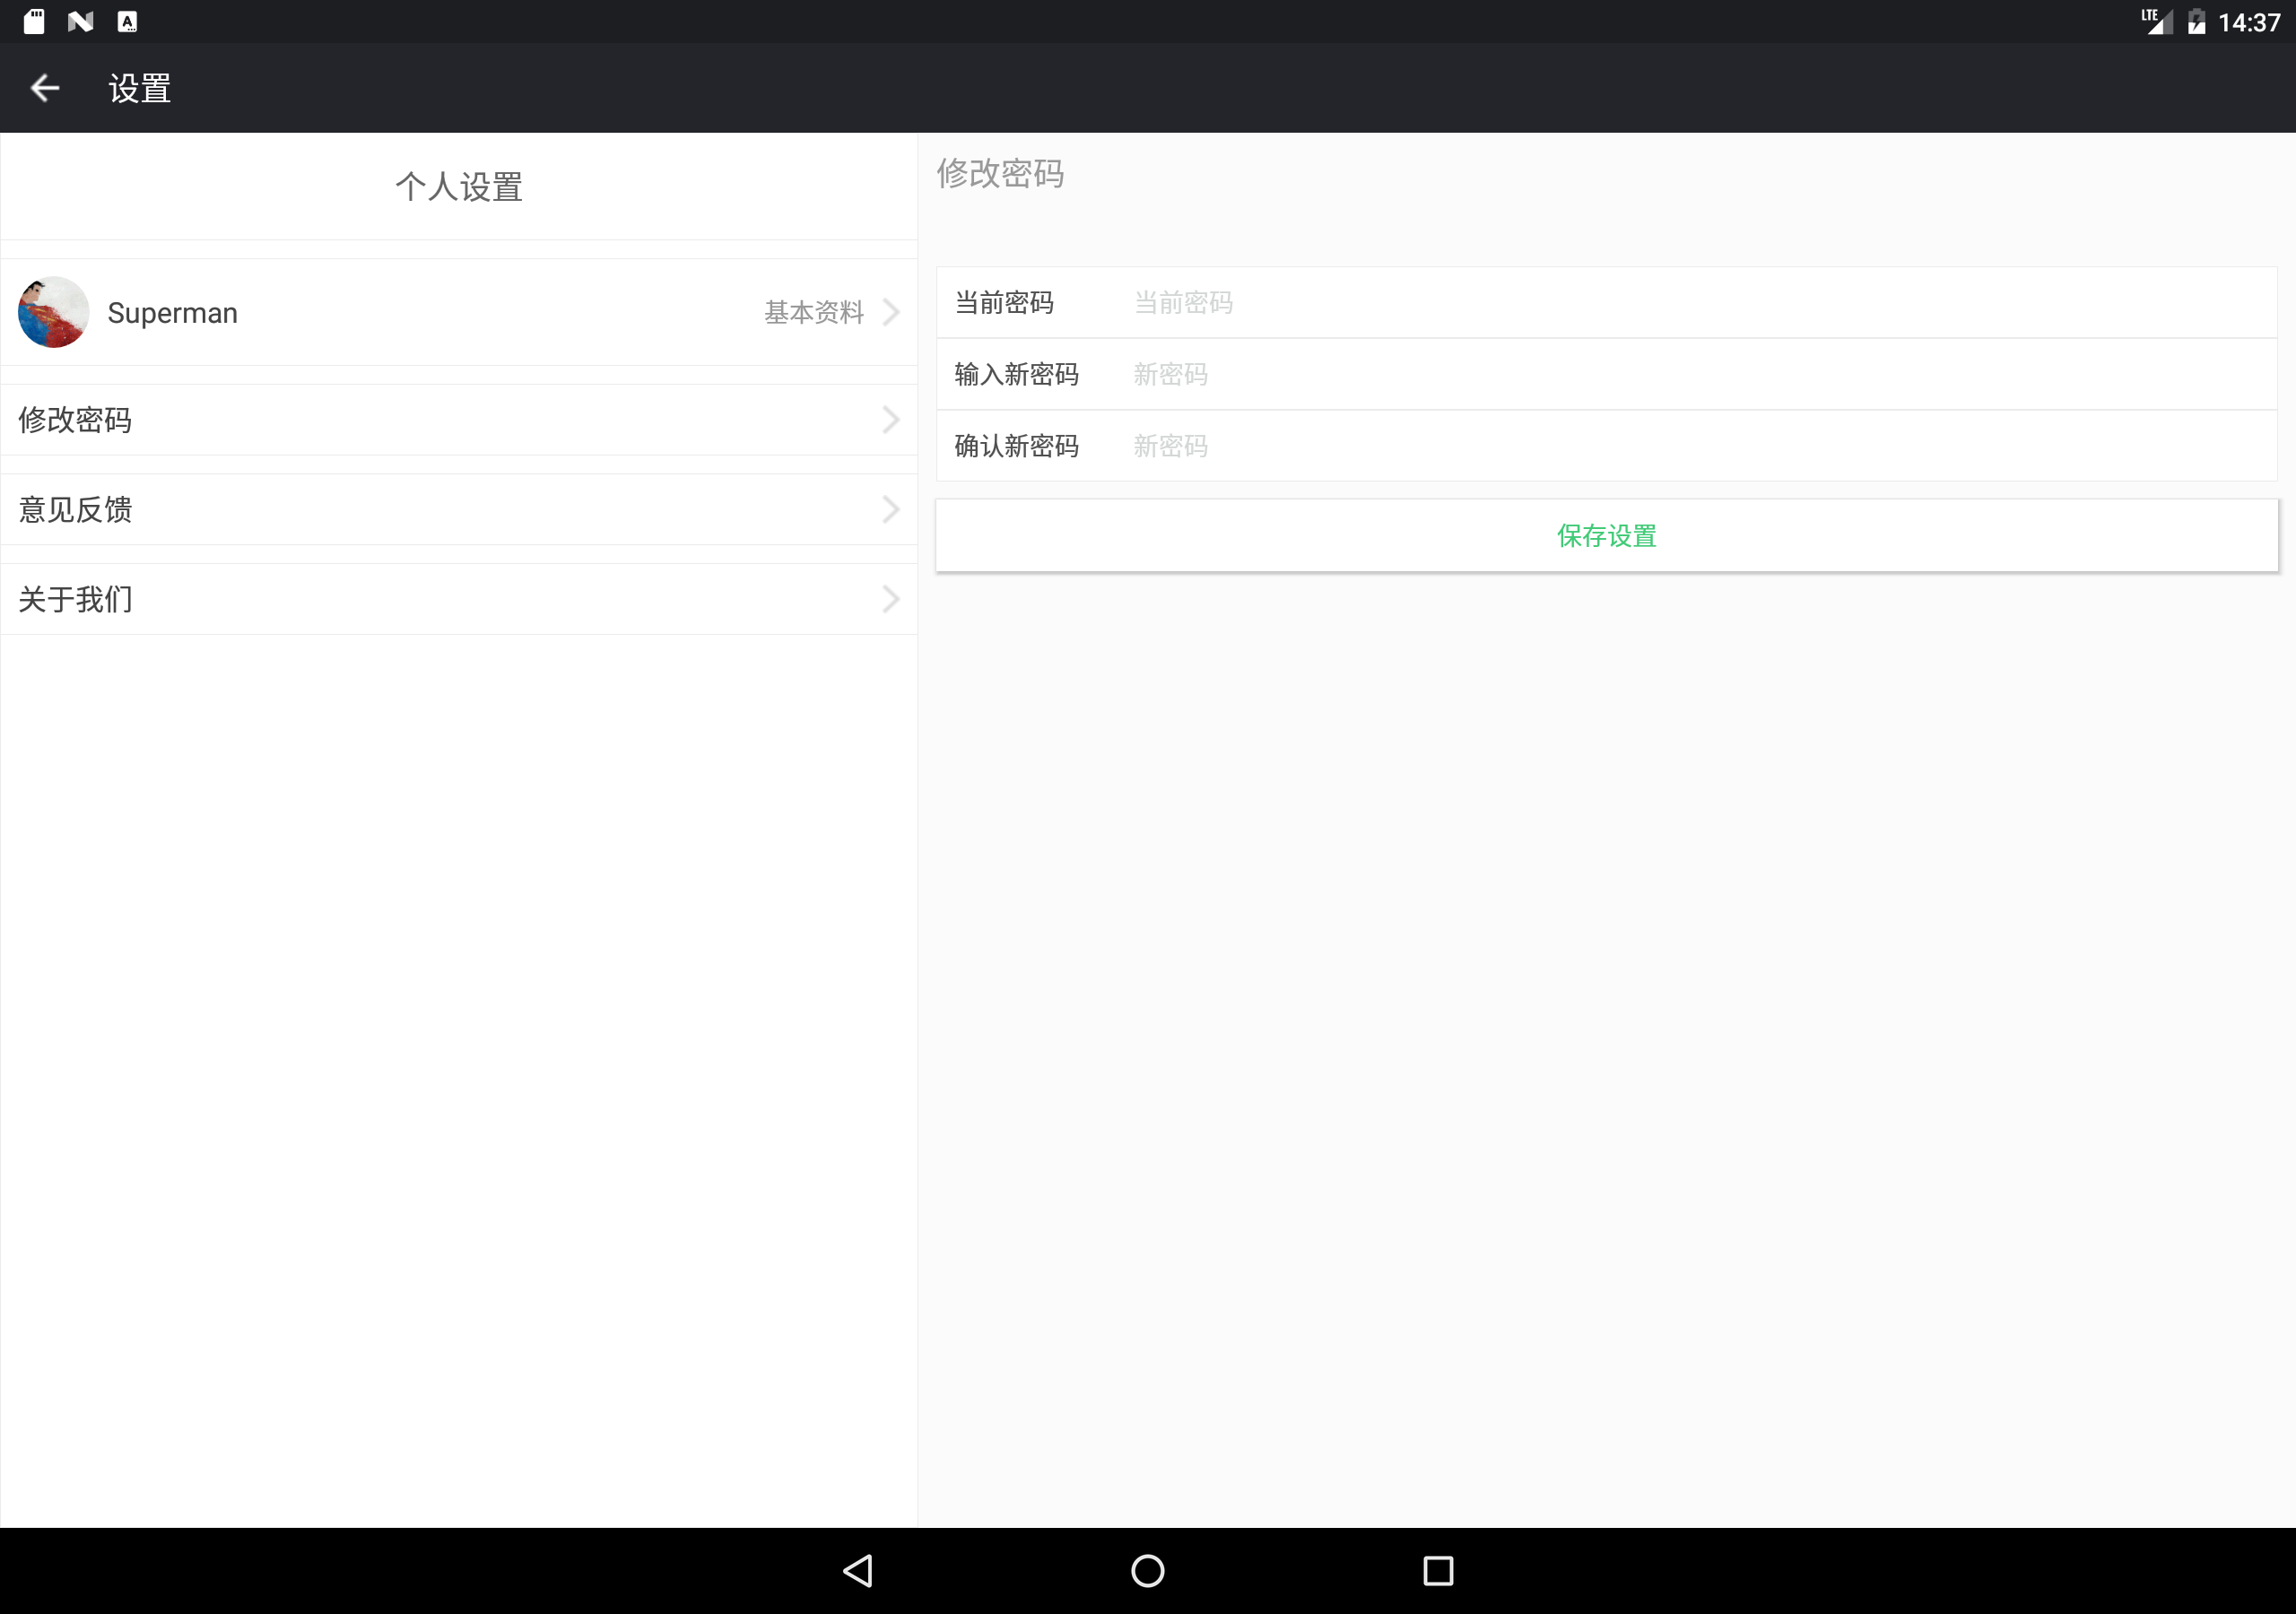 LTE 14:37
设置
个人设置
Superman 基本资料
修改密码
意见反馈
关于我们
修改密码
当前密码 当前密码
输入新密码 新密码
确认新密码 新密码
保存设置